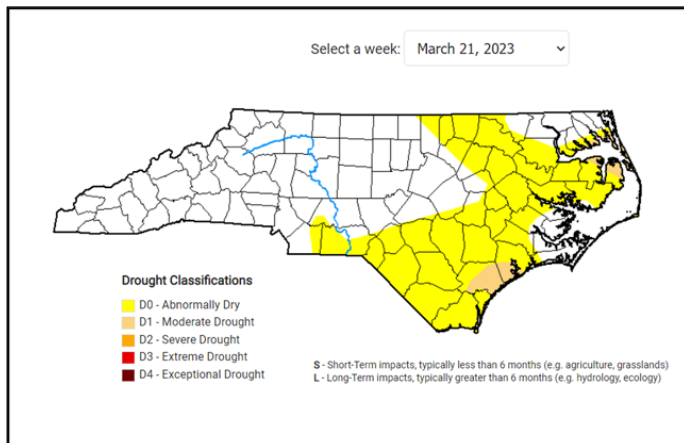 Select a week: March 21, 2023
Drought Classifications
D0 - Abnormally Dry
D1 - Moderate Drought
D2 - Severe Drought
D3 - Extreme Drought
D4 - Exceptional Drought
S - Short-Term impacts, typically less than 6 months (e.g. agriculture, grasslands)
L - Long-Term impacts, typically greater than 6 months (e.g. hydrology, ecology)